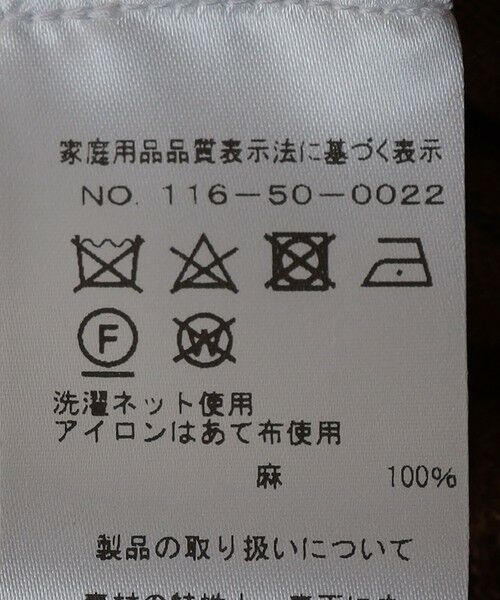 家庭用品品質表示法に基づく表示
NO. 116-50-0022
F W
洗濯ネット使用
アイロンはあて布使用
麻 100%
製品の取り扱いについて